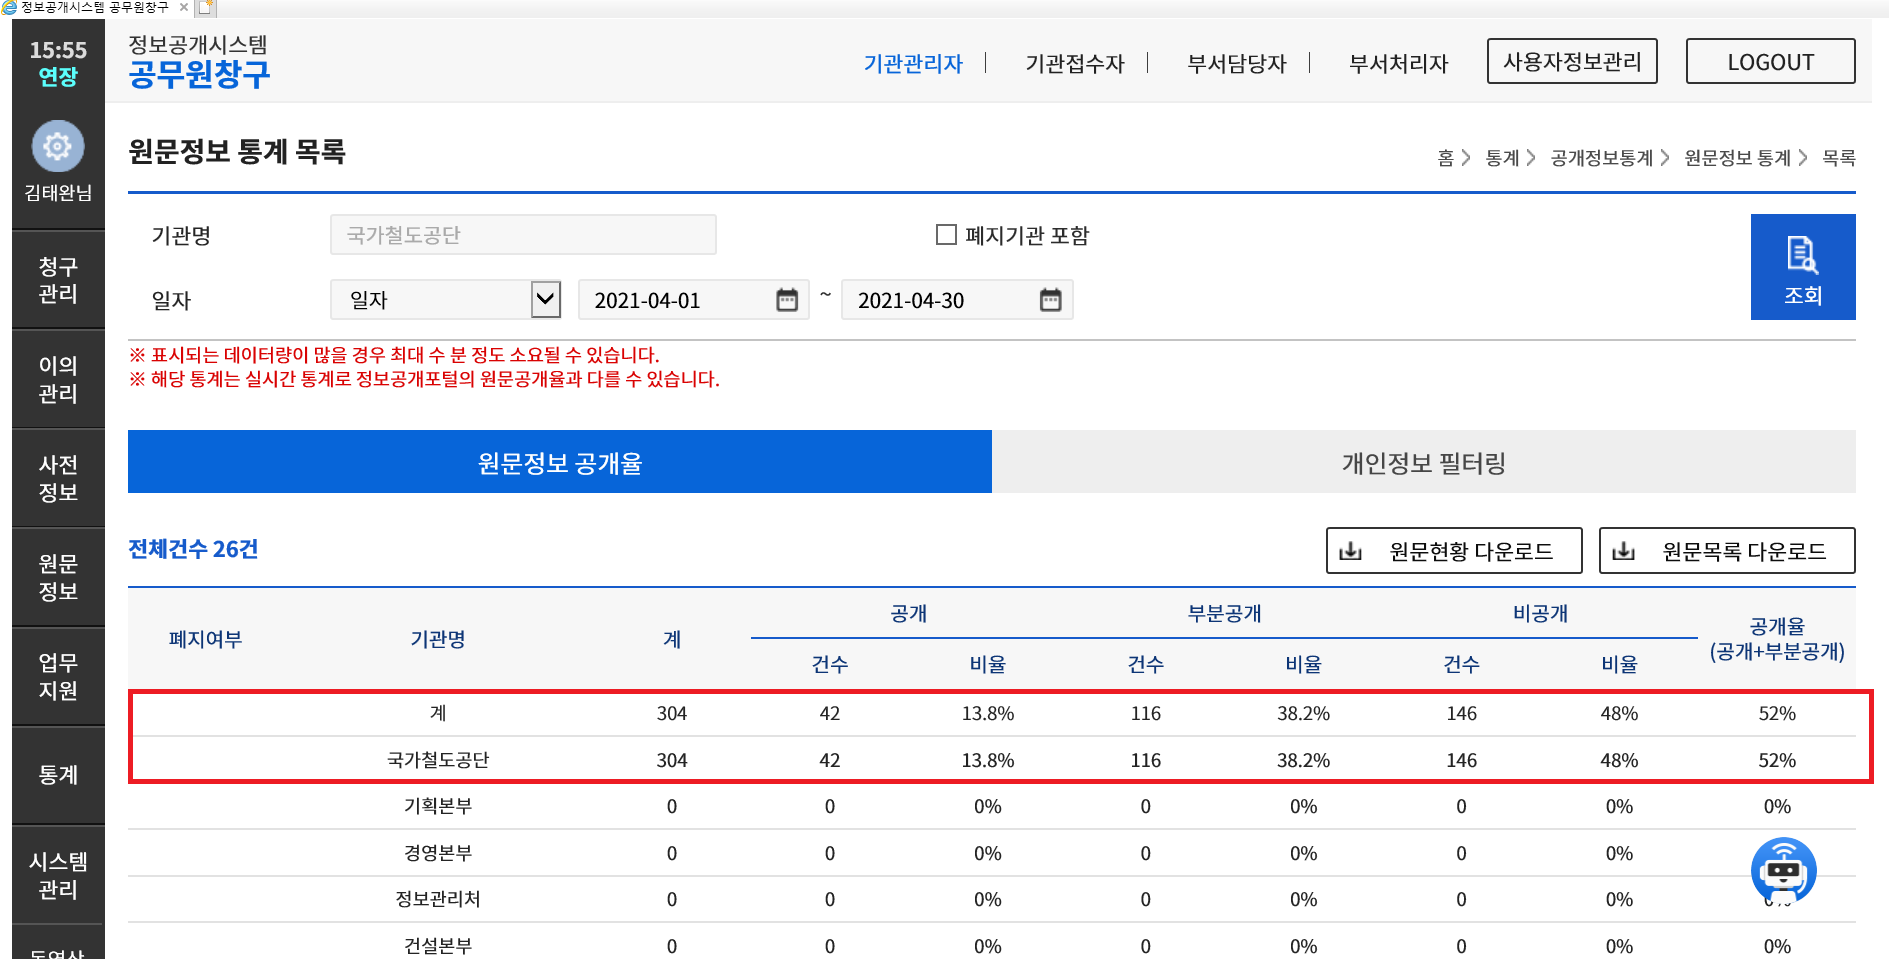 정보공개시스템 공무원창구
15:55
연장
김태완님
청구
관리
이의
관리
사전
정보
원문
정보
업무
지원
통계
시스템
관리
정보공개시스템
공무원창구
기관관리자 | 기관접수자 | 부서담당자 | 부서처리자
사용자정보관리
LOGOUT
원문정보 통계 목록
홈 > 통계 > 공개정보통계 > 원문정보 통계 > 목록
기관명 국가철도공단 폐지기관 포함
일자 일자 2021-04-01 ~ 2021-04-30
조회
※ 표시되는 데이터량이 많을 경우 최대 수 분 정도 소요될 수 있습니다.
※ 해당 통계는 실시간 통계로 정보공개포털의 원문공개율과 다를 수 있습니다.
원문정보 공개율 개인정보 필터링
전체건수 26건
원문현황 다운로드 원문목록 다운로드
폐지여부 기관명 계 공개 부분공개 비공개 공개율
(공개+부분공개)
건수 비율 건수 비율 건수 비율
계 304 42 13.8% 116 38.2% 146 48% 52%
국가철도공단 304 42 13.8% 116 38.2% 146 48% 52%
기획본부 0 0 0% 0 0% 0 0% 0%
경영본부 0 0 0% 0 0% 0 0%
정보관리처 0 0 0% 0 0% 0 0%
건설본부 0 0 0% 0 0% 0 0% 0%